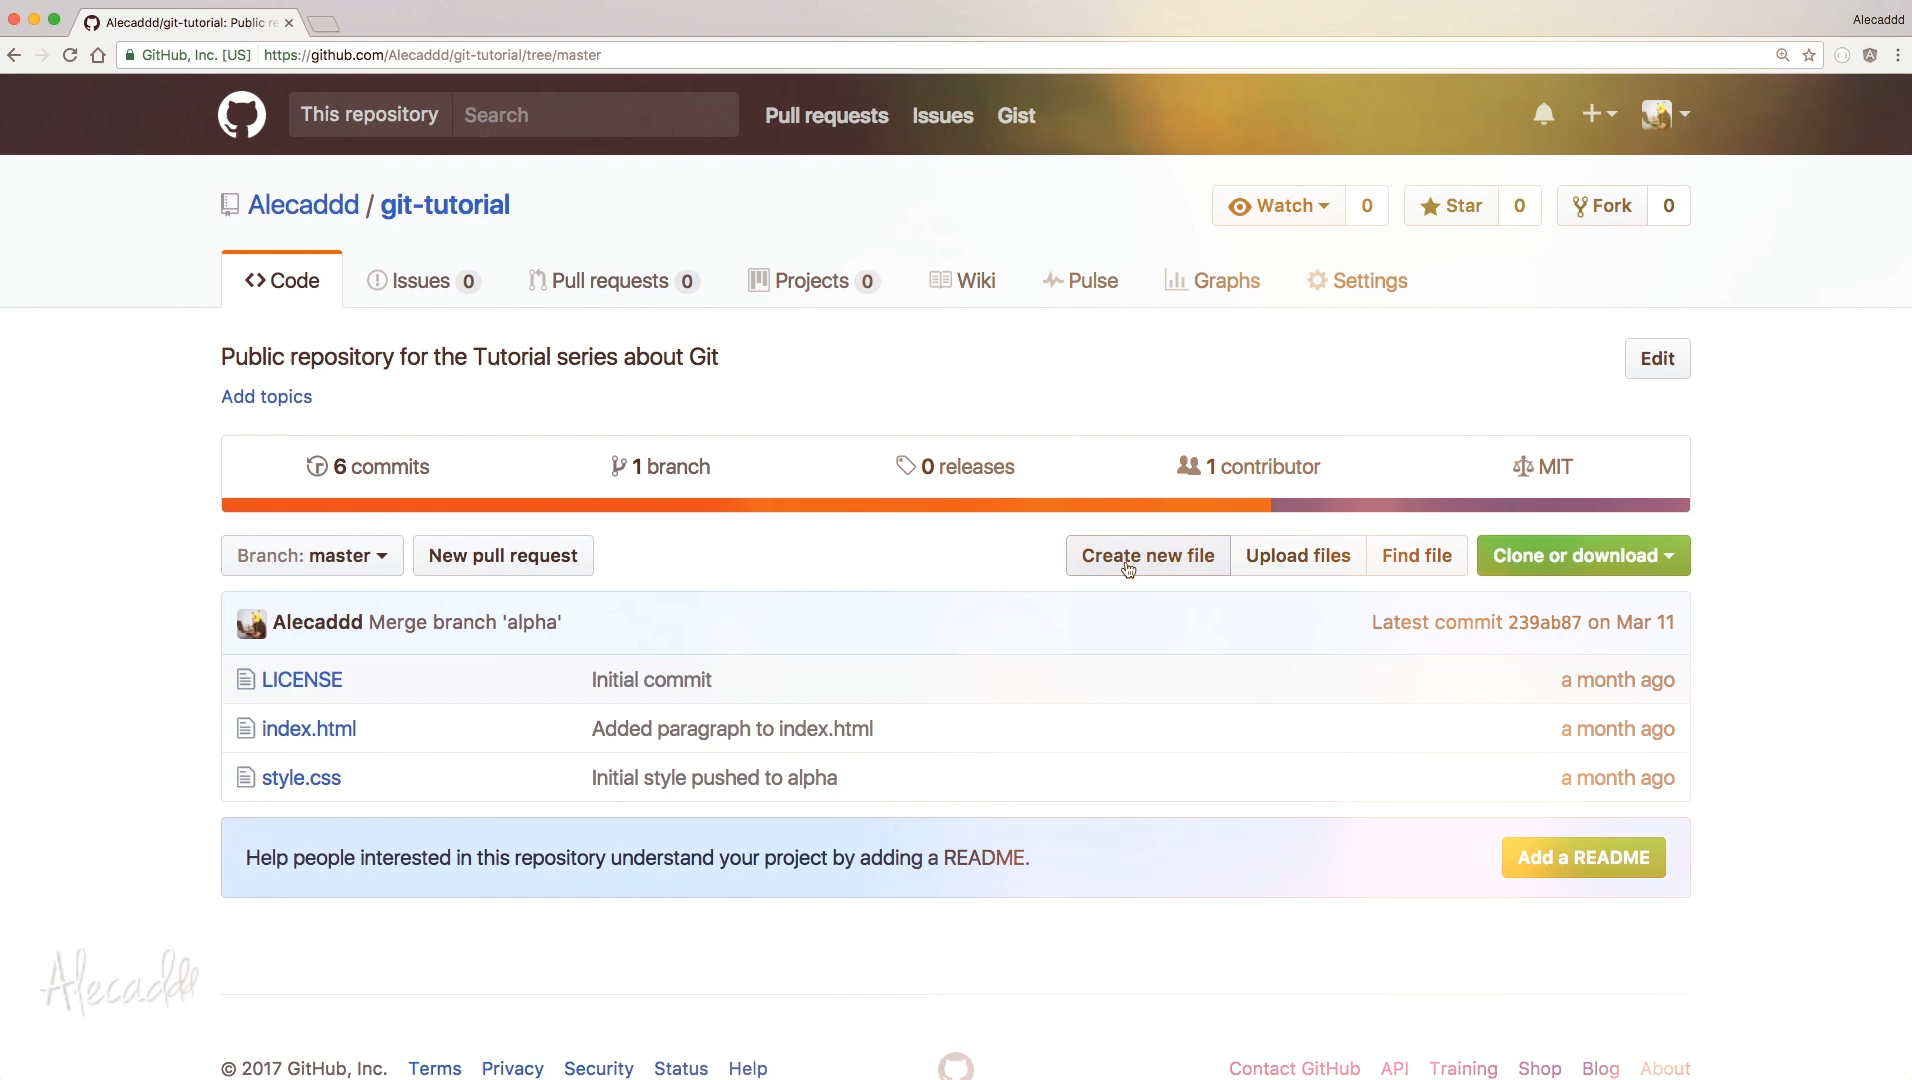 Alecaddd/git-tutorial: Public re
Alecaddd
GitHub, Inc. [US] https://github.com/Alecaddd/git-tutorial/tree/master
This repository Search Pull requests Issues Gist
Alecaddd / git-tutorial
Watch 0 Star 0 Fork 0
Code Issues 0 Pull requests 0 Projects 0 Wiki Pulse Graphs Settings
Public repository for the Tutorial series about Git
Edit
Add topics
6 commits 1 branch 0 releases 1 contributor MIT
Branch: master New pull request Create new file Upload files Find file Clone or download
Alecaddd Merge branch 'alpha' Latest commit 239ab87 on Mar 11
LICENSE Initial commit a month ago
index.html Added paragraph to index.html a month ago
style.css Initial style pushed to alpha a month ago
Help people interested in this repository understand your project by adding a README. Add a README
Alecaddd
© 2017 GitHub, Inc. Terms Privacy Security Status Help Contact GitHub API Training Shop Blog About